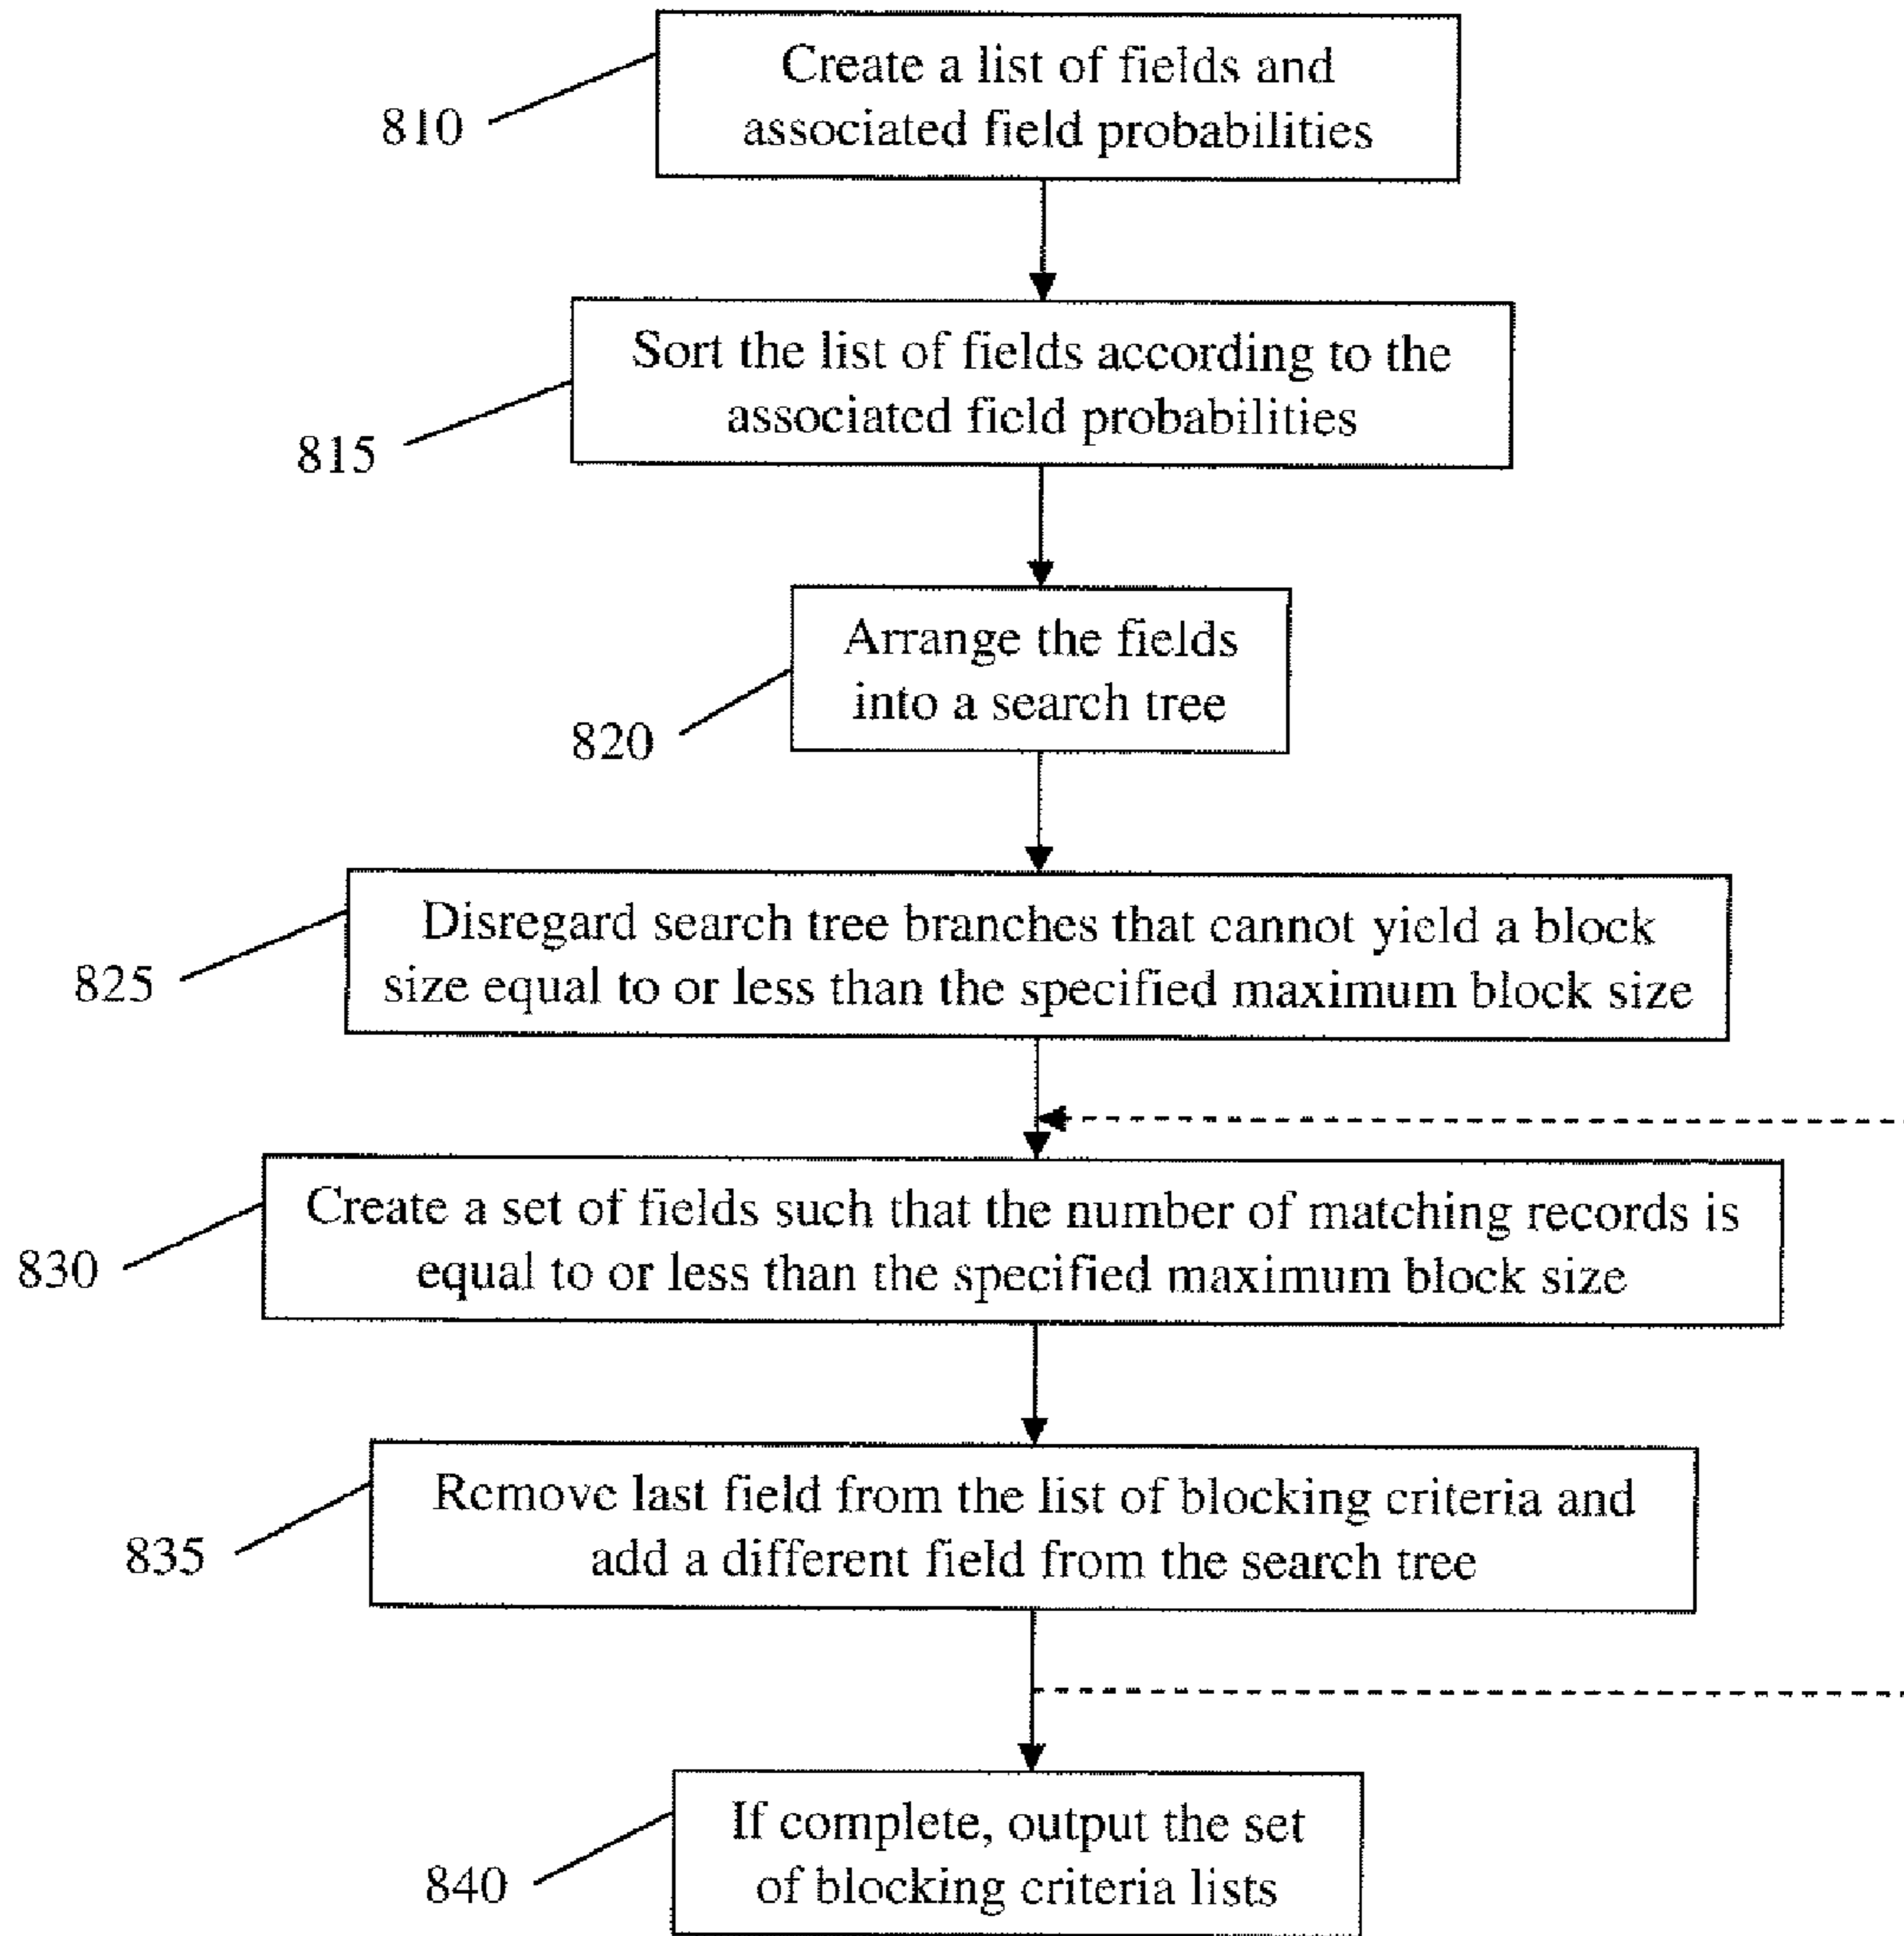 Create a list of fields and
associated field probabilities
810
Sort the list of fields according to the
associated field probabilities
815
Arrange the fields
into a search tree
820
Disregard search tree branches that cannot yield a block
size equal to or less than the specified maximum block size
825
Create a set of fields such that the number of matching records is
equal to or less than the specified maximum block size
830
Remove last field from the list of blocking criteria and
add a different field from the search tree
835
If complete, output the set
of blocking criteria lists
840